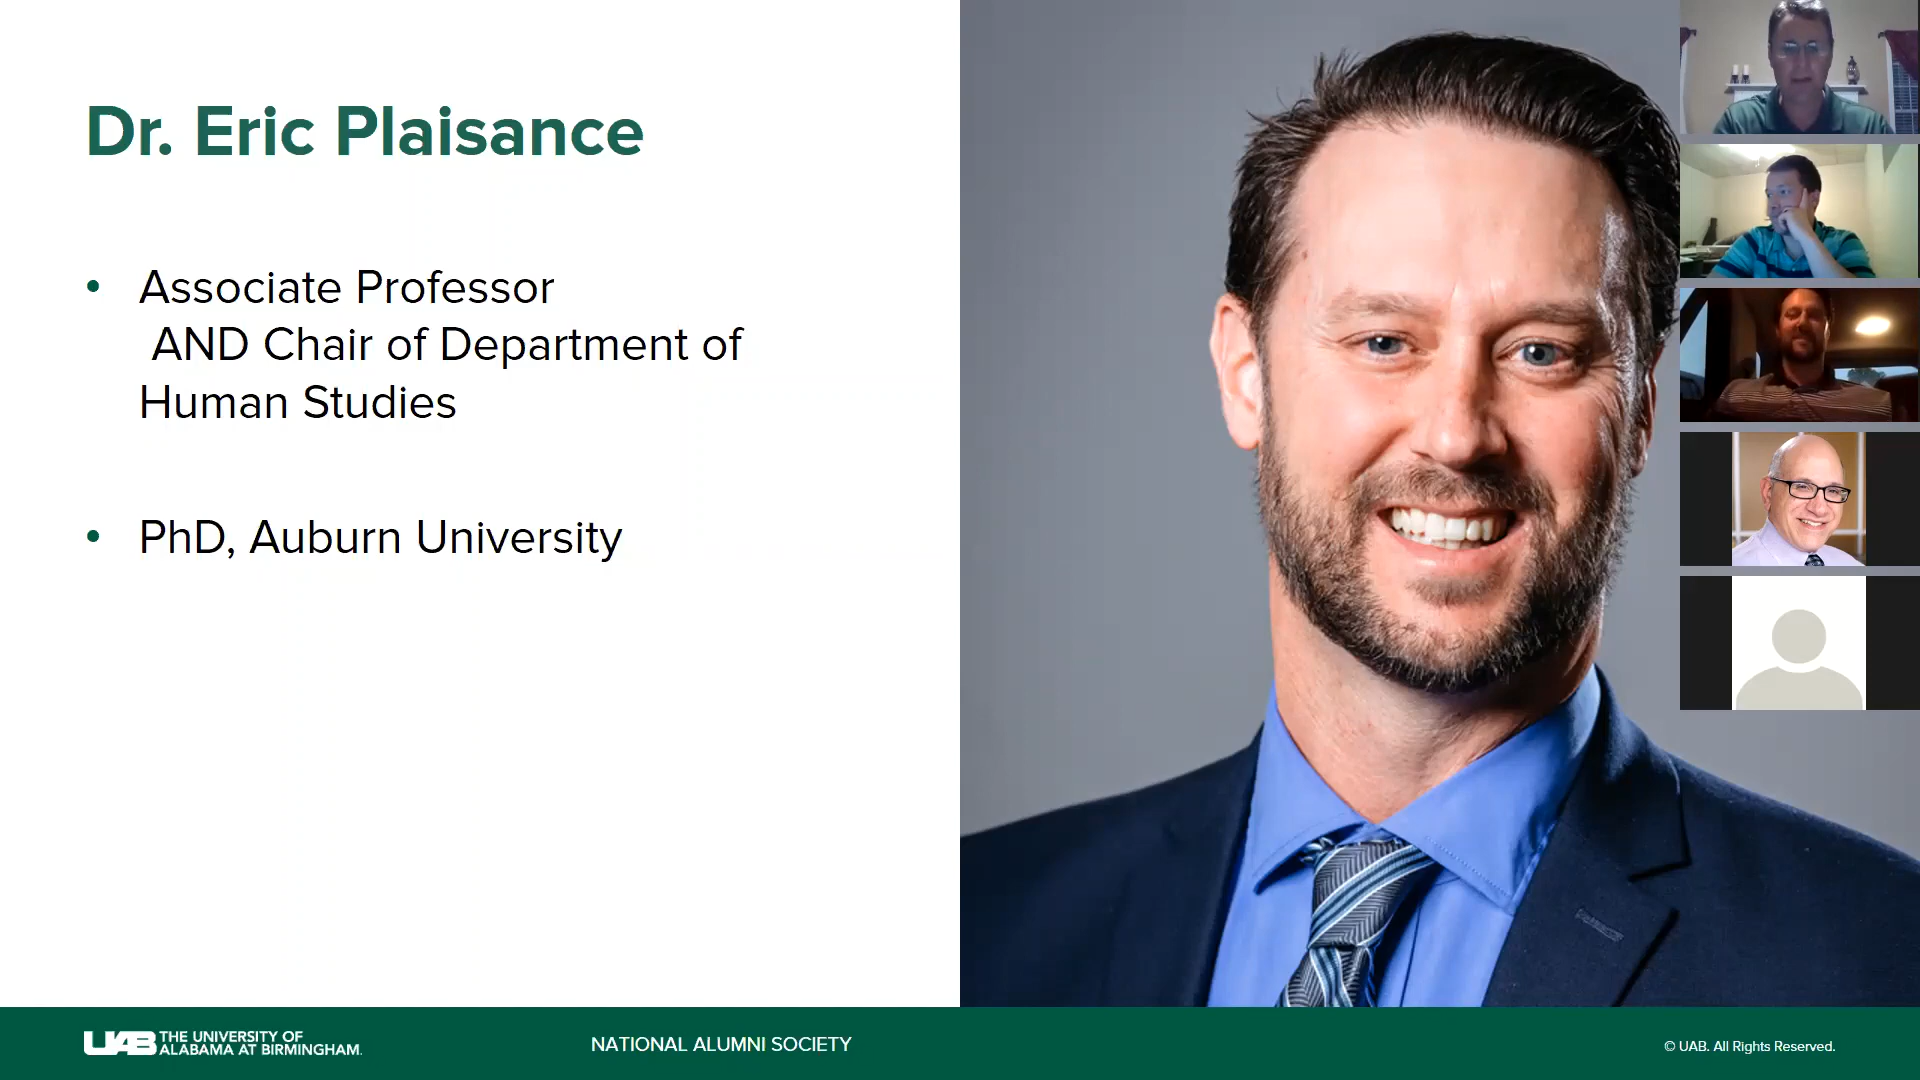 Dr. Eric Plaisance
• Associate Professor
AND Chair of Department of
Human Studies
• PhD, Auburn University
UAB THE UNIVERSITY OF
ALABAMA AT BIRMINGHAM.
NATIONAL ALUMNI SOCIETY
© UAB. All Rights Reserved.